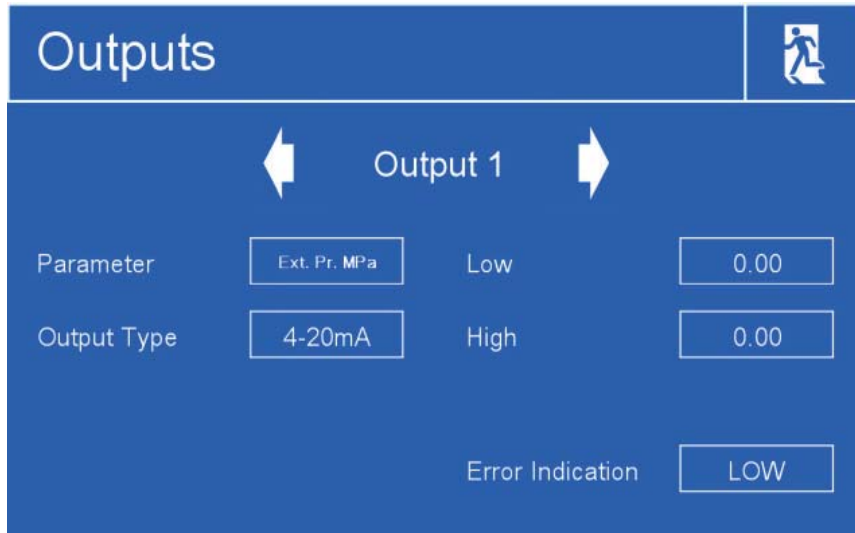 Outputs
Output 1
Parameter Ext. Pr. MPa Low 0.00
Output Type 4-20mA High 0.00
Error Indication LOW